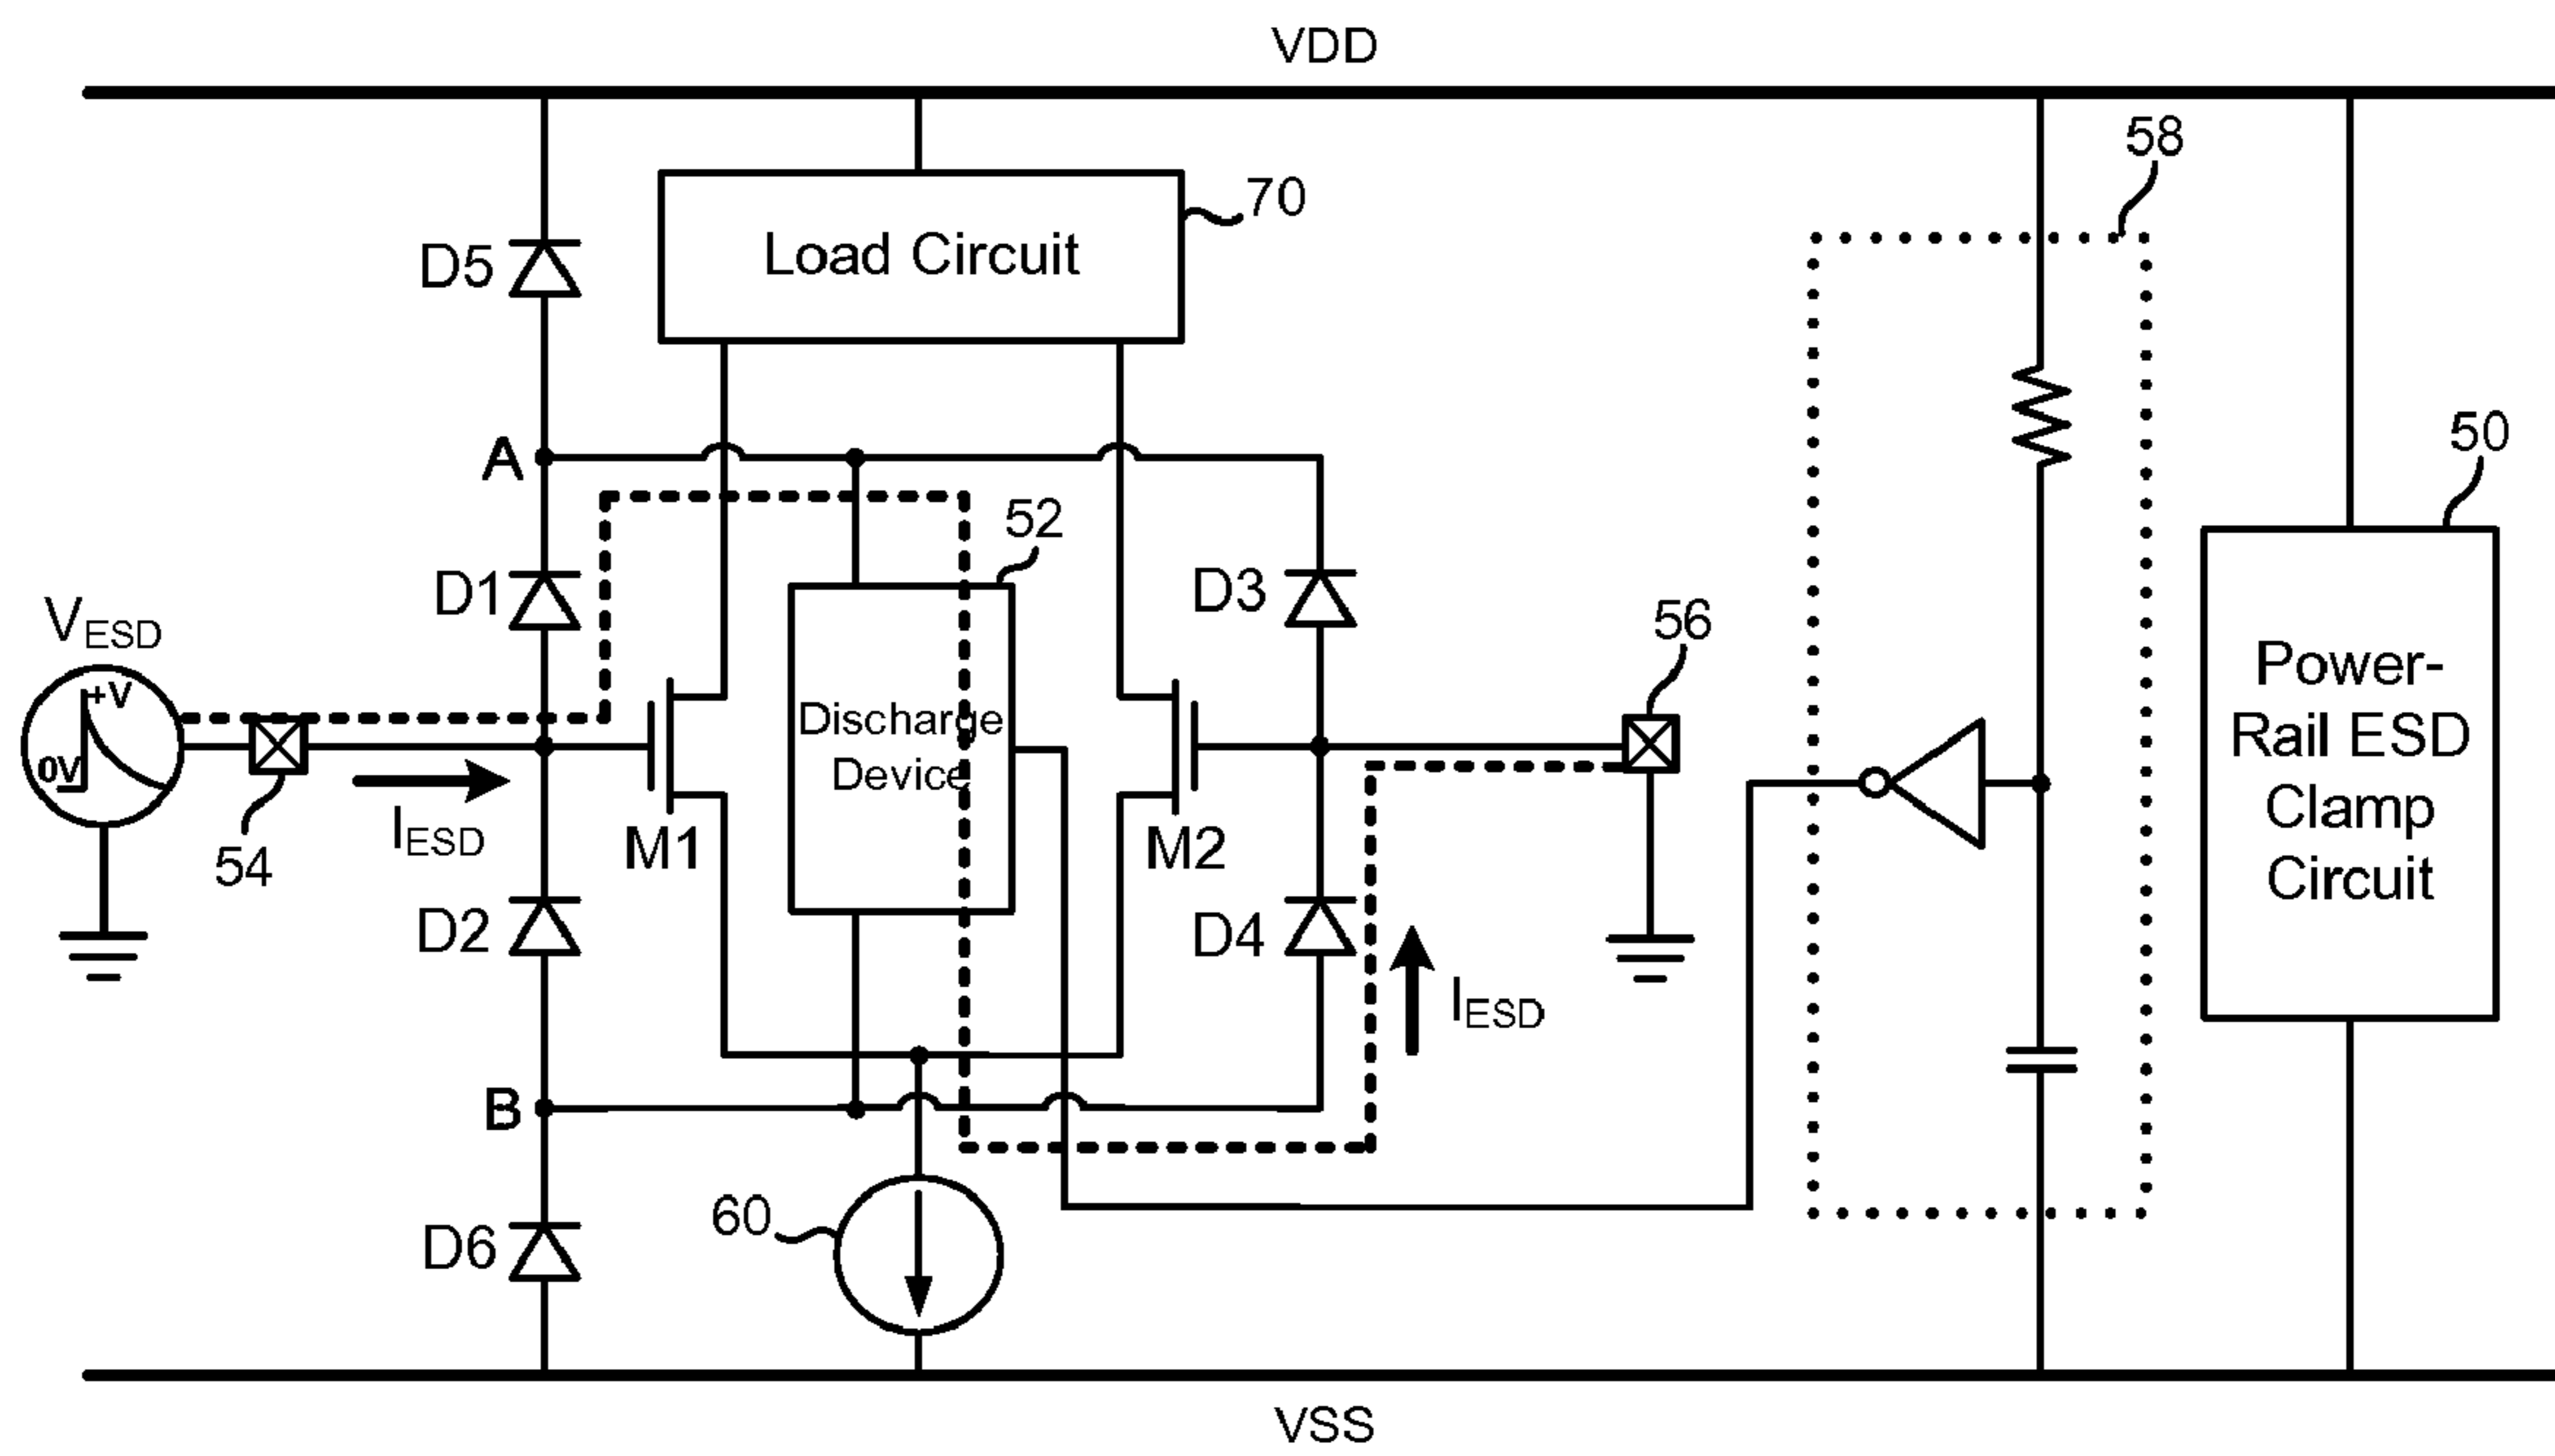 VDD
58
70
Load Circuit
D5
50
A
52
D1
D3
56
VESD
+V
0V
Discharge
Device
Power-
Rail ESD
Clamp
Circuit
IESD
54
M1
M2
D2
D4
IESD
B
60
D6
VSS